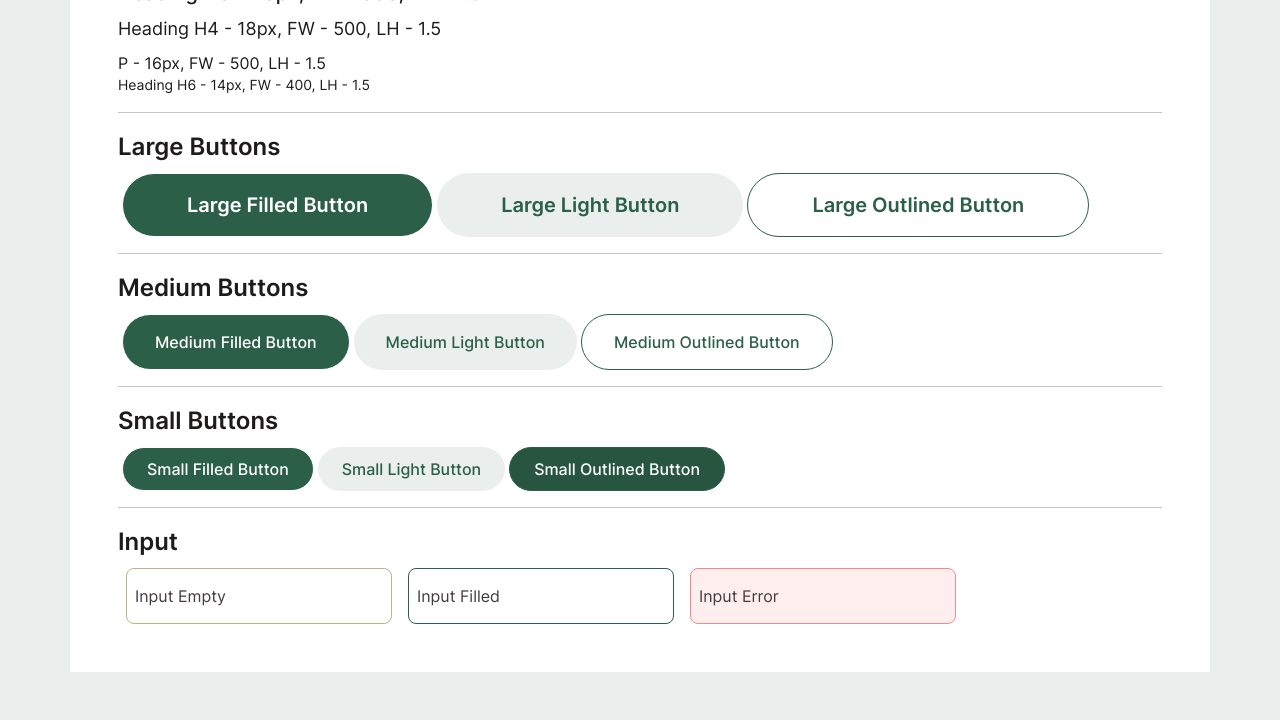 Heading H4 - 18px, FW - 500, LH - 1.5
P - 16px, FW - 500, LH - 1.5
Heading H6 - 14px, FW - 400, LH - 1.5
Large Buttons
Large Filled Button
Large Light Button
Large Outlined Button
Medium Buttons
Medium Filled Button
Medium Light Button
Medium Outlined Button
Small Buttons
Small Filled Button
Small Light Button
Small Outlined Button
Input
Input Empty
Input Filled
Input Error